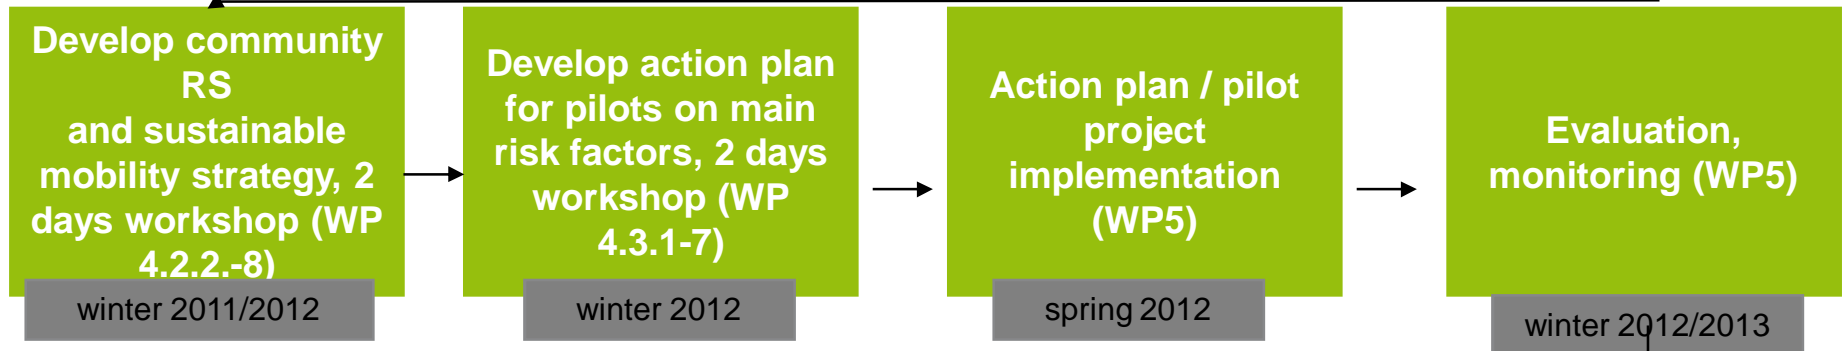 Develop community
RS
and sustainable
mobility strategy, 2
days workshop (WP
4.2.2.-8)
winter 2011/2012
Develop action plan
for pilots on main
risk factors, 2 days
workshop (WP
4.3.1-7)
winter 2012
Action plan / pilot
project
implementation
(WP5)
spring 2012
Evaluation,
monitoring (WP5)
winter 2012/2013